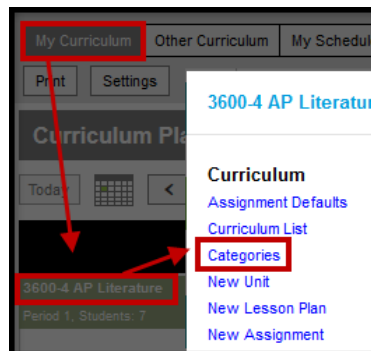 My Curriculum Other Curriculum My Schedul
Print Settings
Curriculum Pla
Today <
3600-4 AP Literature
Period 1, Students: 7
3600-4 AP Literatur
Curriculum
Assignment Defaults
Curriculum List
Categories
New Unit
New Lesson Plan
New Assignment